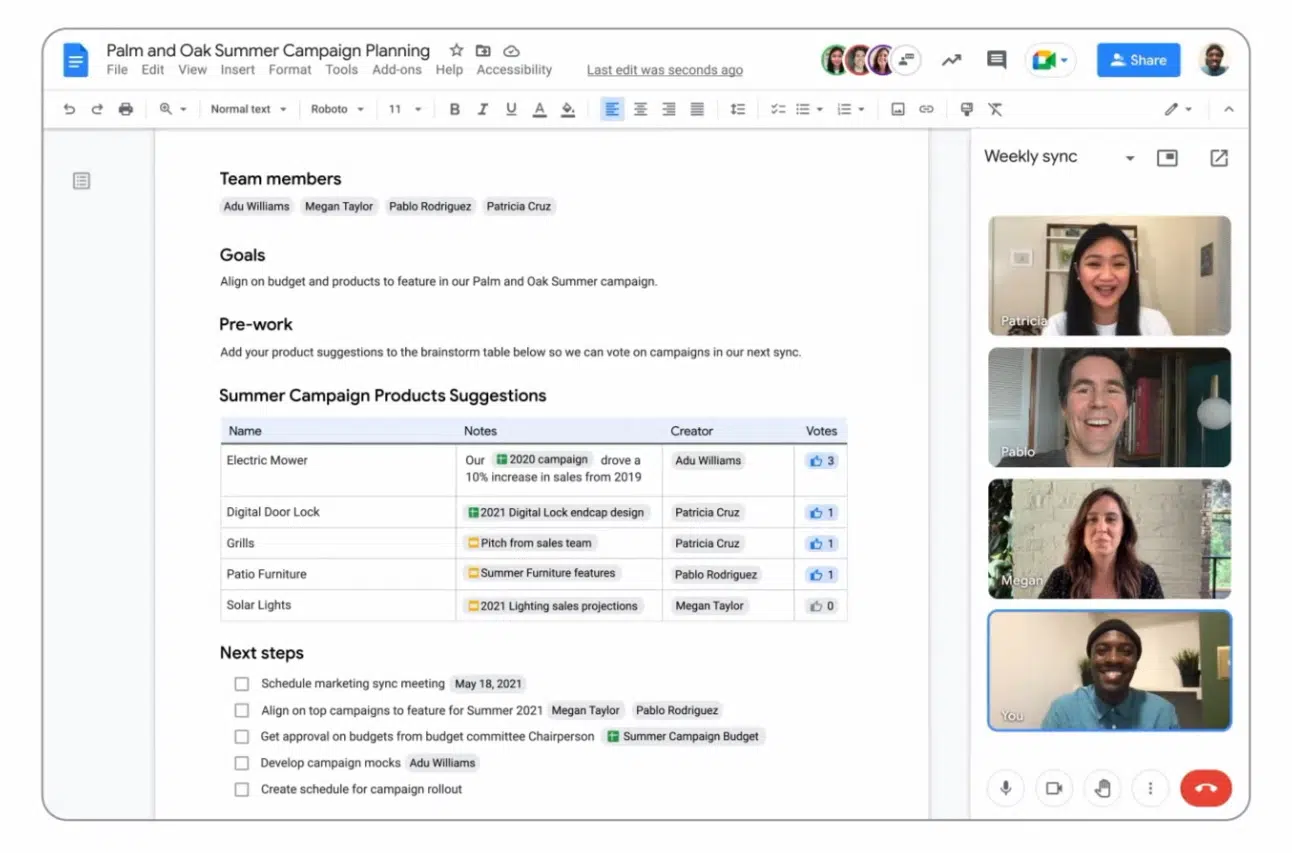 Palm and Oak Summer Campaign Planning
File Edit View Insert Format Tools Add-ons Help Accessibility Last edit was seconds ago
Share
Normal text Roboto 11 B I U A
Weekly sync
Team members
Adu Williams Megan Taylor Pablo Rodriguez Patricia Cruz
Goals
Align on budget and products to feature in our Palm and Oak Summer campaign.
Pre-work
Add your product suggestions to the brainstorm table below so we can vote on campaigns in our next sync.
Summer Campaign Products Suggestions
Name Notes Creator Votes
Electric Mower Our 2020 campaign drove a Adu Williams 3
10% increase in sales from 2019
Digital Door Lock 2021 Digital Lock endcap design Patricia Cruz 1
Grills Pitch from sales team Patricia Cruz 1
Patio Furniture Summer Furniture features Pablo Rodriguez 1
Solar Lights 2021 Lighting sales projections Megan Taylor 0
Next steps
Schedule marketing sync meeting May 18, 2021
Align on top campaigns to feature for Summer 2021 Megan Taylor Pablo Rodriguez
Get approval on budgets from budget committee Chairperson Summer Campaign Budget
Develop campaign mocks Adu Williams
Create schedule for campaign rollout
Patricia
Pablo
Megan
You